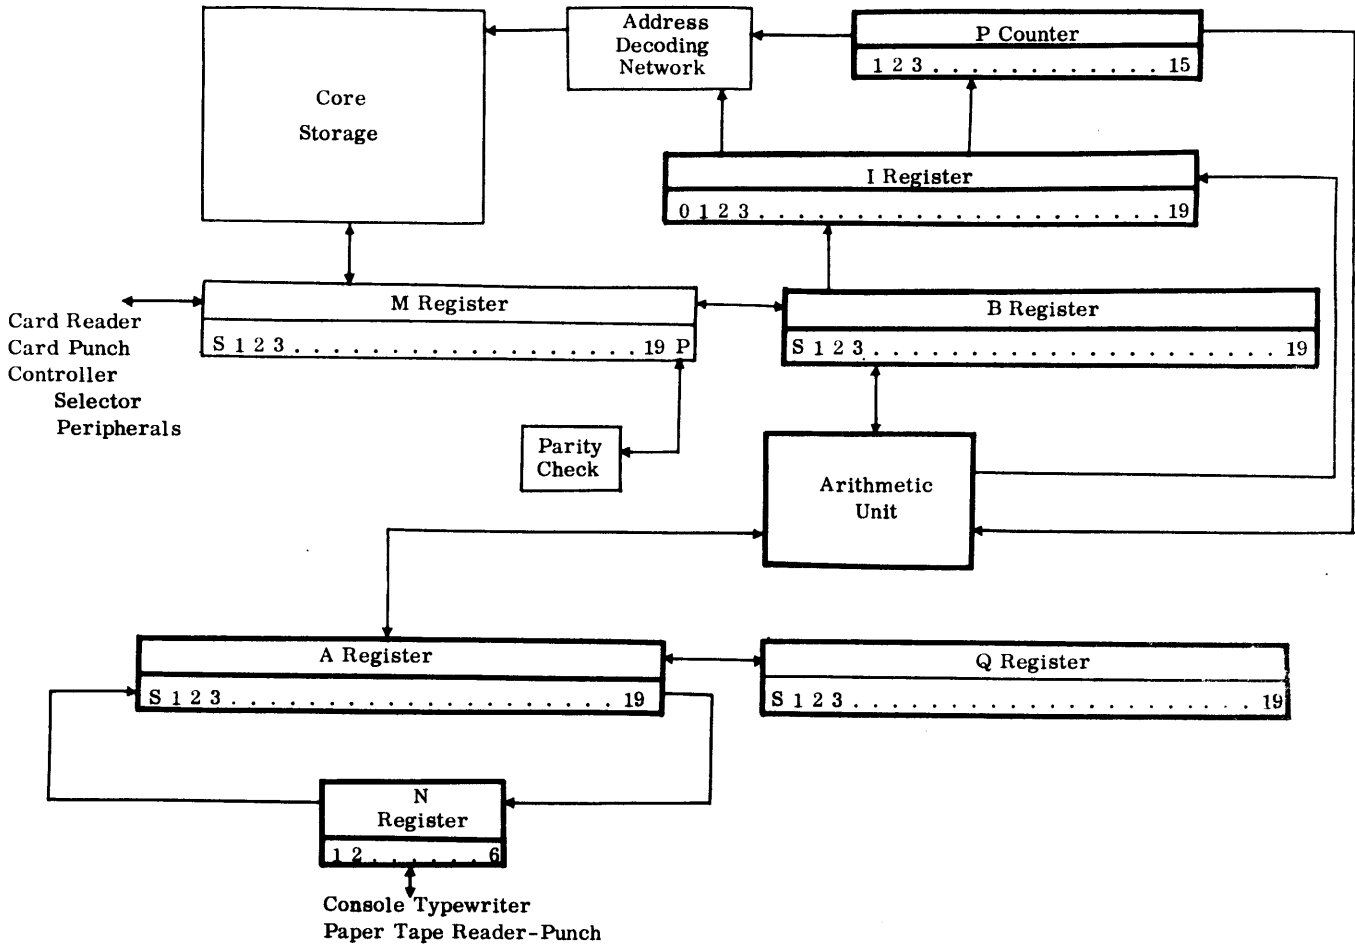 Core
Storage
Address
Decoding
Network
P Counter
1 2 3 . . . . . . . . . . . . . 15
I Register
0 1 2 3 . . . . . . . . . . . . . . . . . . . . . 19
M Register
S 1 2 3 . . . . . . . . . . . . . . . . . . 19 P
B Register
S 1 2 3 . . . . . . . . . . . . . . . . . . . . . 19
Card Reader
Card Punch
Controller
Selector
Peripherals
Parity
Check
Arithmetic
Unit
A Register
S 1 2 3 . . . . . . . . . . . . . . . . . . . . 19
Q Register
S 1 2 3 . . . . . . . . . . . . . . . . . . . . 19
N
Register
1 2 . . . . . . 6
Console Typewriter
Paper Tape Reader-Punch